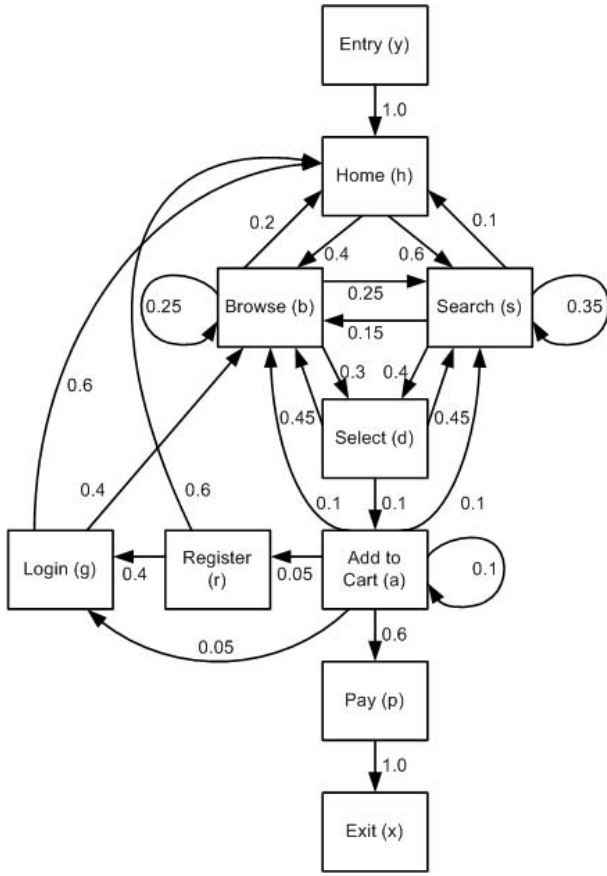 Entry (y)
1.0
Home (h)
0.2
0.4
0.6
0.1
0.25
Browse (b)
0.25
Search (s)
0.35
0.15
0.3
0.4
0.6
0.45
Select (d)
0.45
0.4
0.6
0.1
0.1
0.1
Login (g)
0.4
Register
(r)
0.05
Add to
Cart (a)
0.1
0.05
0.6
Pay (p)
1.0
Exit (x)